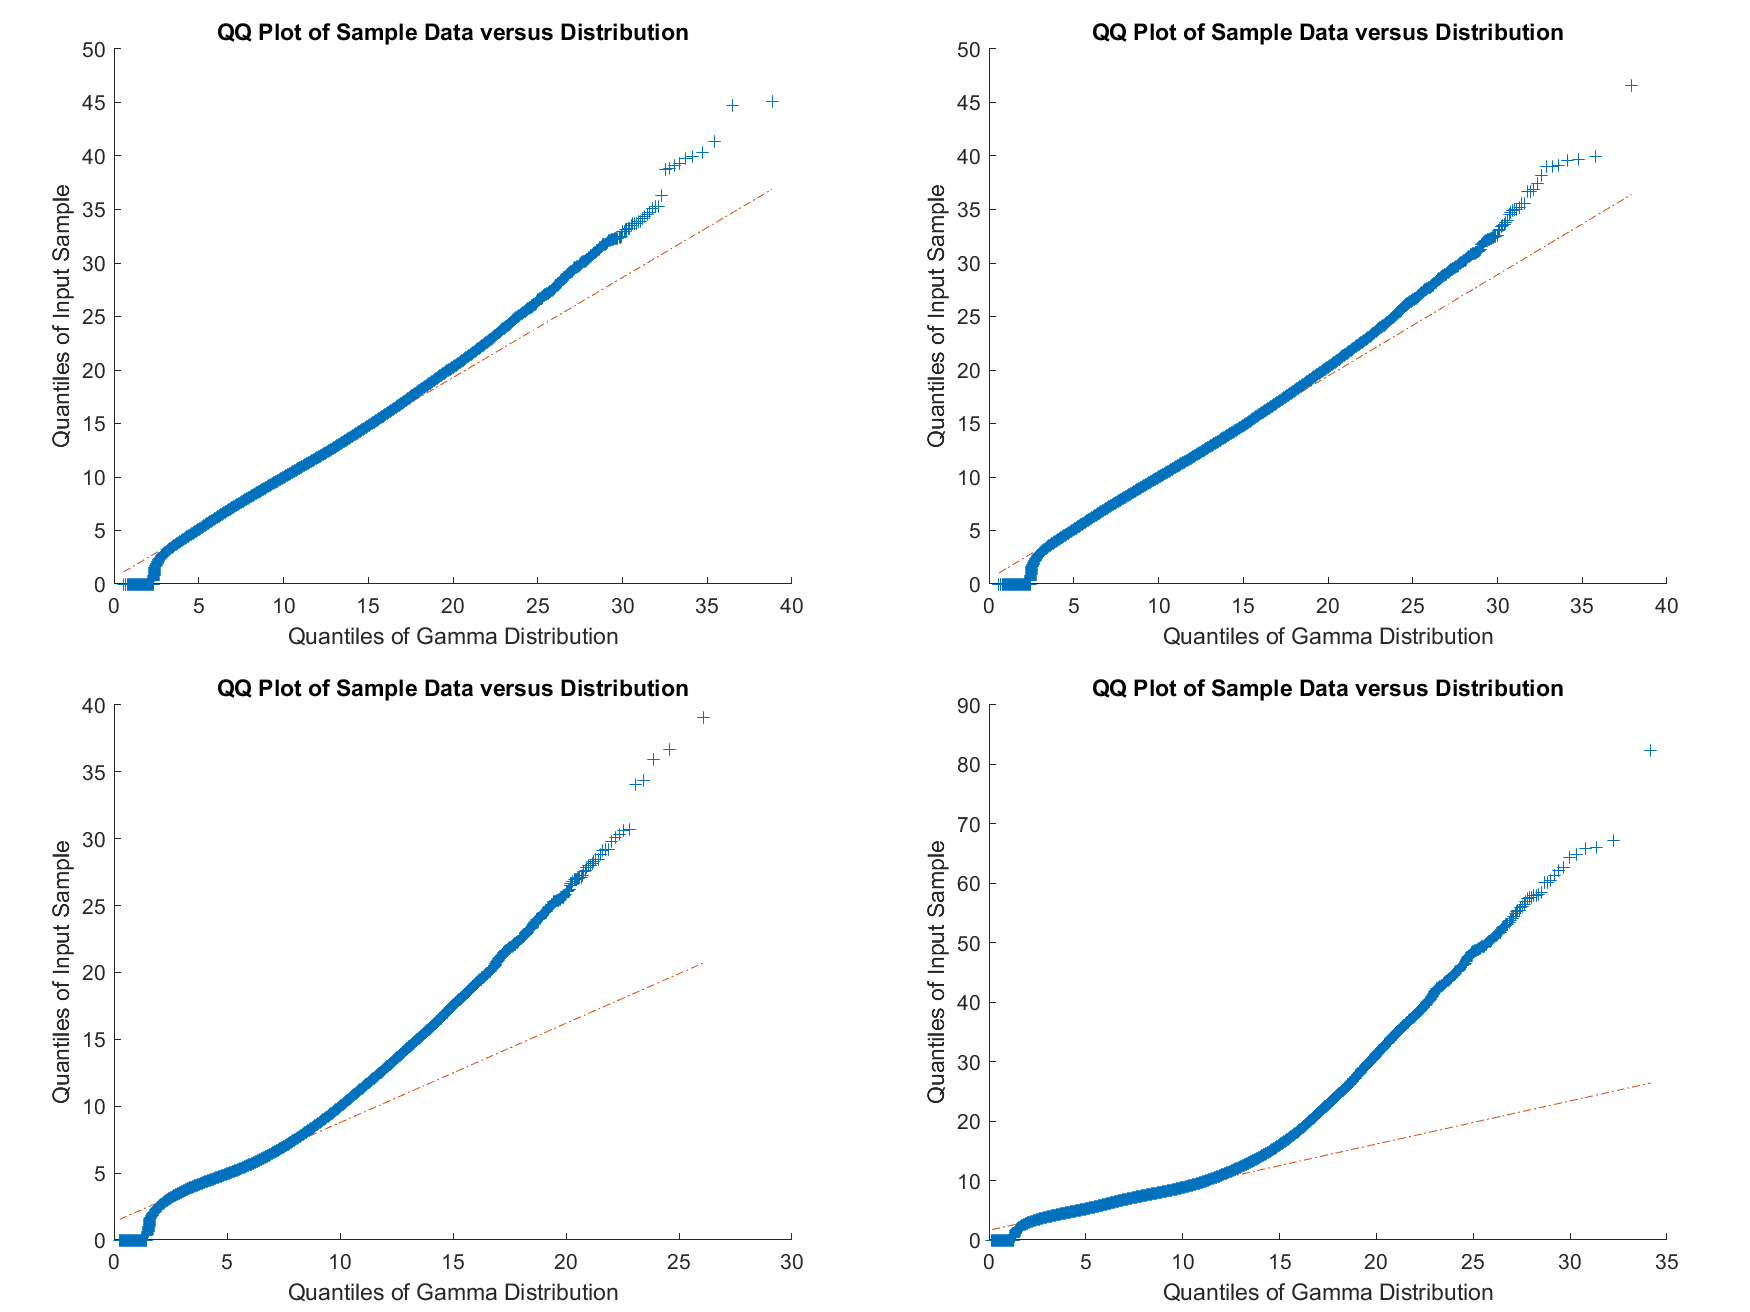 QQ Plot of Sample Data versus Distribution
50
45
40
35
30
25
20
15
10
5
0
Quantiles of Input Sample
0 5 10 15 20 25 30 35 40
Quantiles of Gamma Distribution
QQ Plot of Sample Data versus Distribution
50
45
40
35
30
25
20
15
10
5
0
Quantiles of Input Sample
0 5 10 15 20 25 30 35 40
Quantiles of Gamma Distribution
QQ Plot of Sample Data versus Distribution
40
35
30
25
20
15
10
5
0
Quantiles of Input Sample
0 5 10 15 20 25 30
Quantiles of Gamma Distribution
QQ Plot of Sample Data versus Distribution
90
80
70
60
50
40
30
20
10
0
Quantiles of Input Sample
0 5 10 15 20 25 30 35
Quantiles of Gamma Distribution